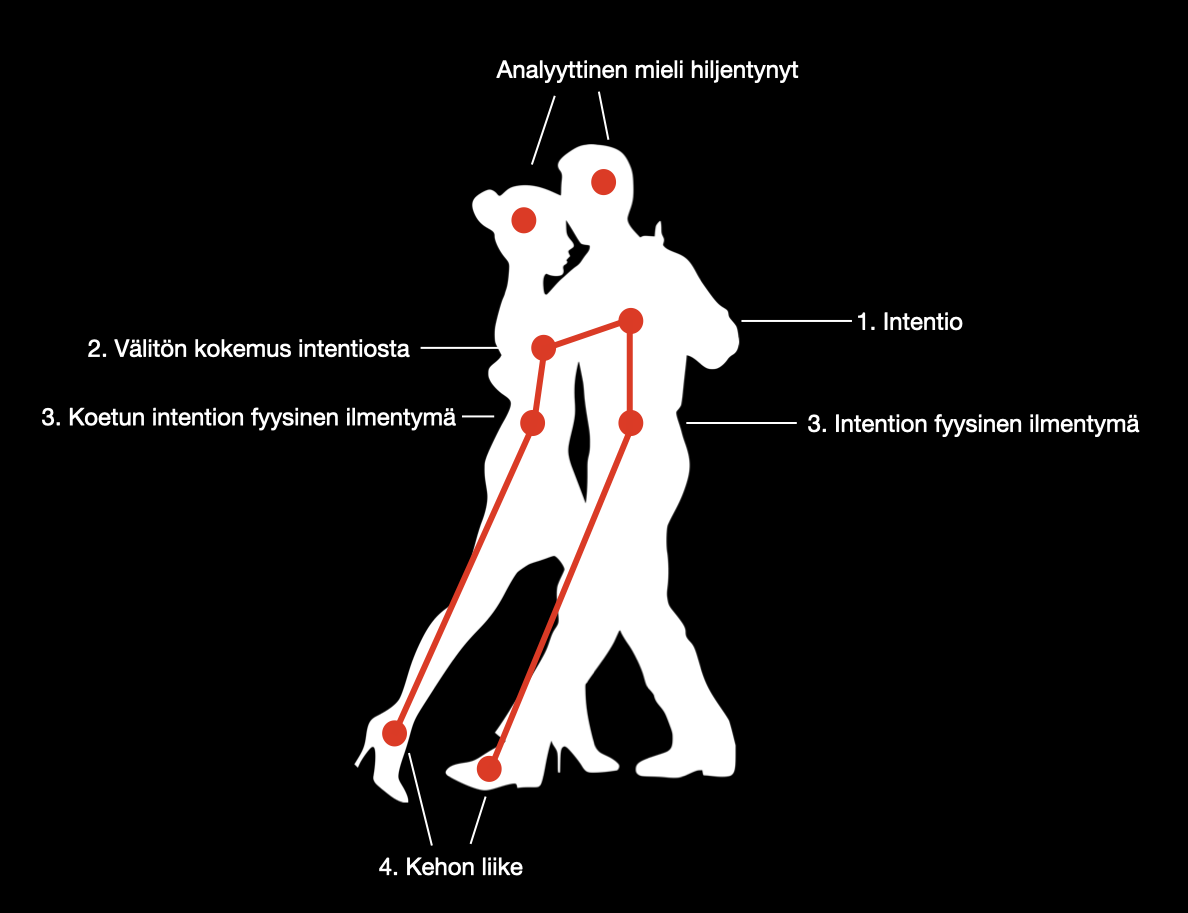 Analyyttinen mieli hiljentynyt
1. Intentio
2. Välitön kokemus intentiosta
3. Koetun intention fyysinen ilmentymä
3. Intention fyysinen ilmentymä
4. Kehon liike